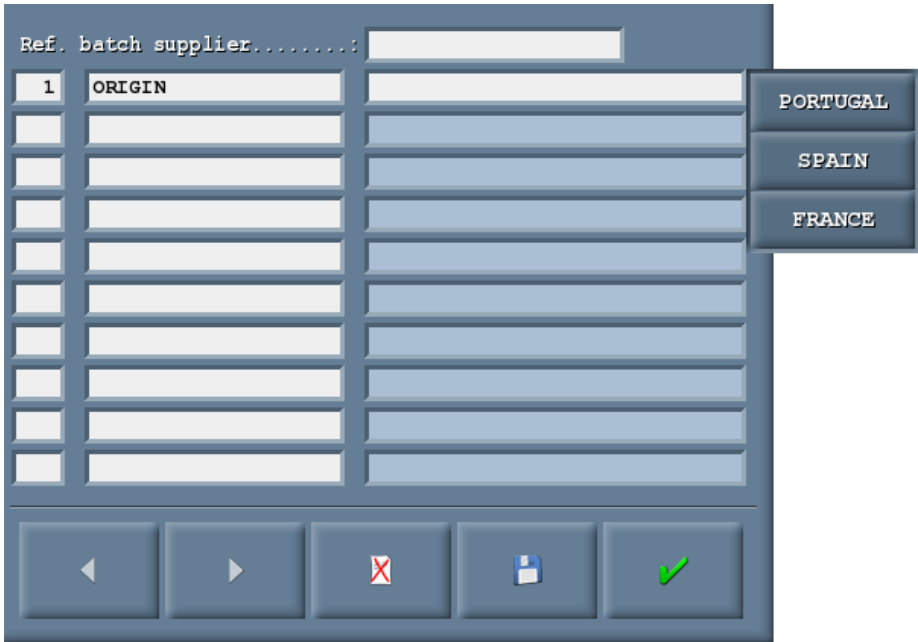 Ref. batch supplier........:
1 ORIGIN
PORTUGAL
SPAIN
FRANCE